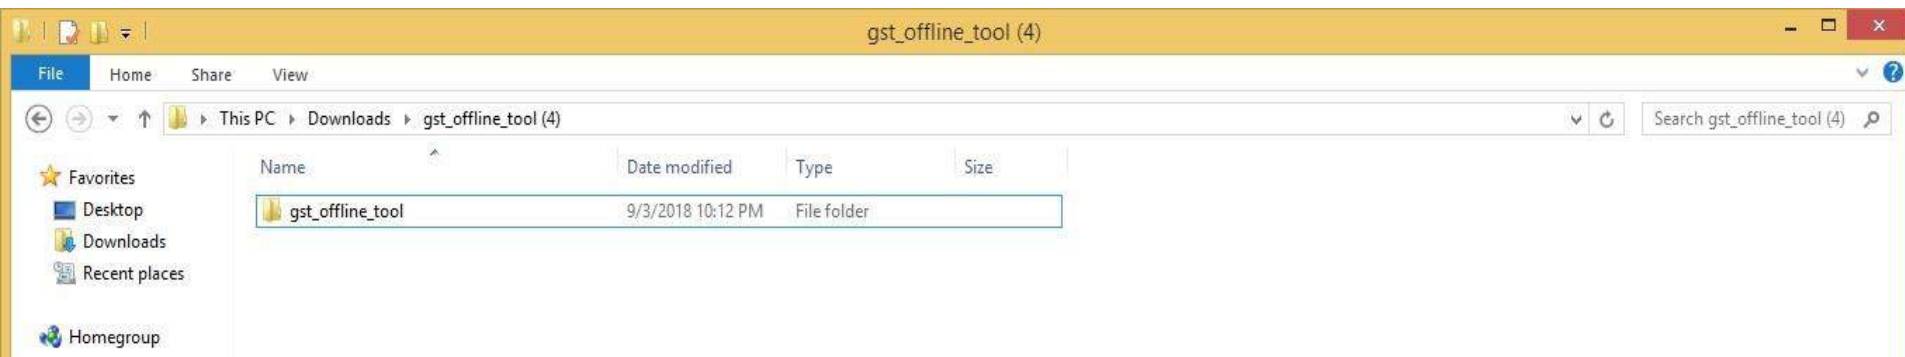 gst_offline_tool (4)
File Home Share View
This PC Downloads gst_offline_tool (4) Search gst_offline_tool (4)
Name Date modified Type Size
Favorites
gst_offline_tool 9/3/2018 10:12 PM File folder
Desktop
Downloads
Recent places
Homegroup